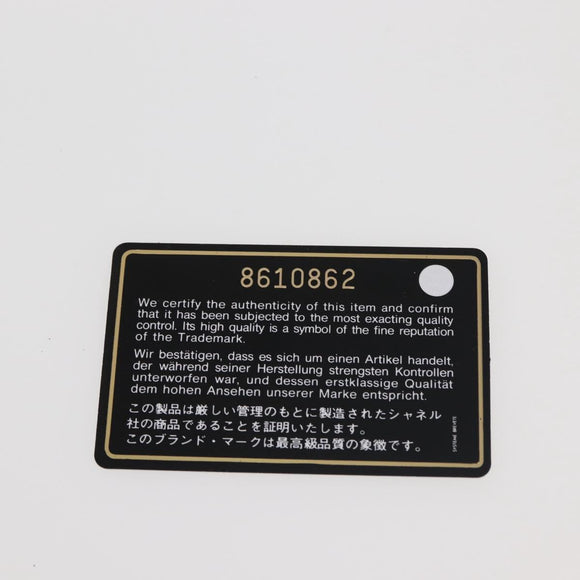 8610862
We certify the authenticity of this item and confirm
that it has been subjected to the most exacting quality
control. Its high quality is a symbol of the fine reputation
of the Trademark.
Wir bestätigen, dass es sich um einen Artikel handelt,
der während seiner Herstellung strengsten Kontrollen
unterworfen war, und dessen erstklassige Qualität
dem hohen Ansehen unserer Marke entspricht.
この製品は厳しい管理のもとに製造されたシャネル
社の商品であることを証明いたします。
このブランド・マークは最高級品質の象徴です。
SYSTEME BREVETE